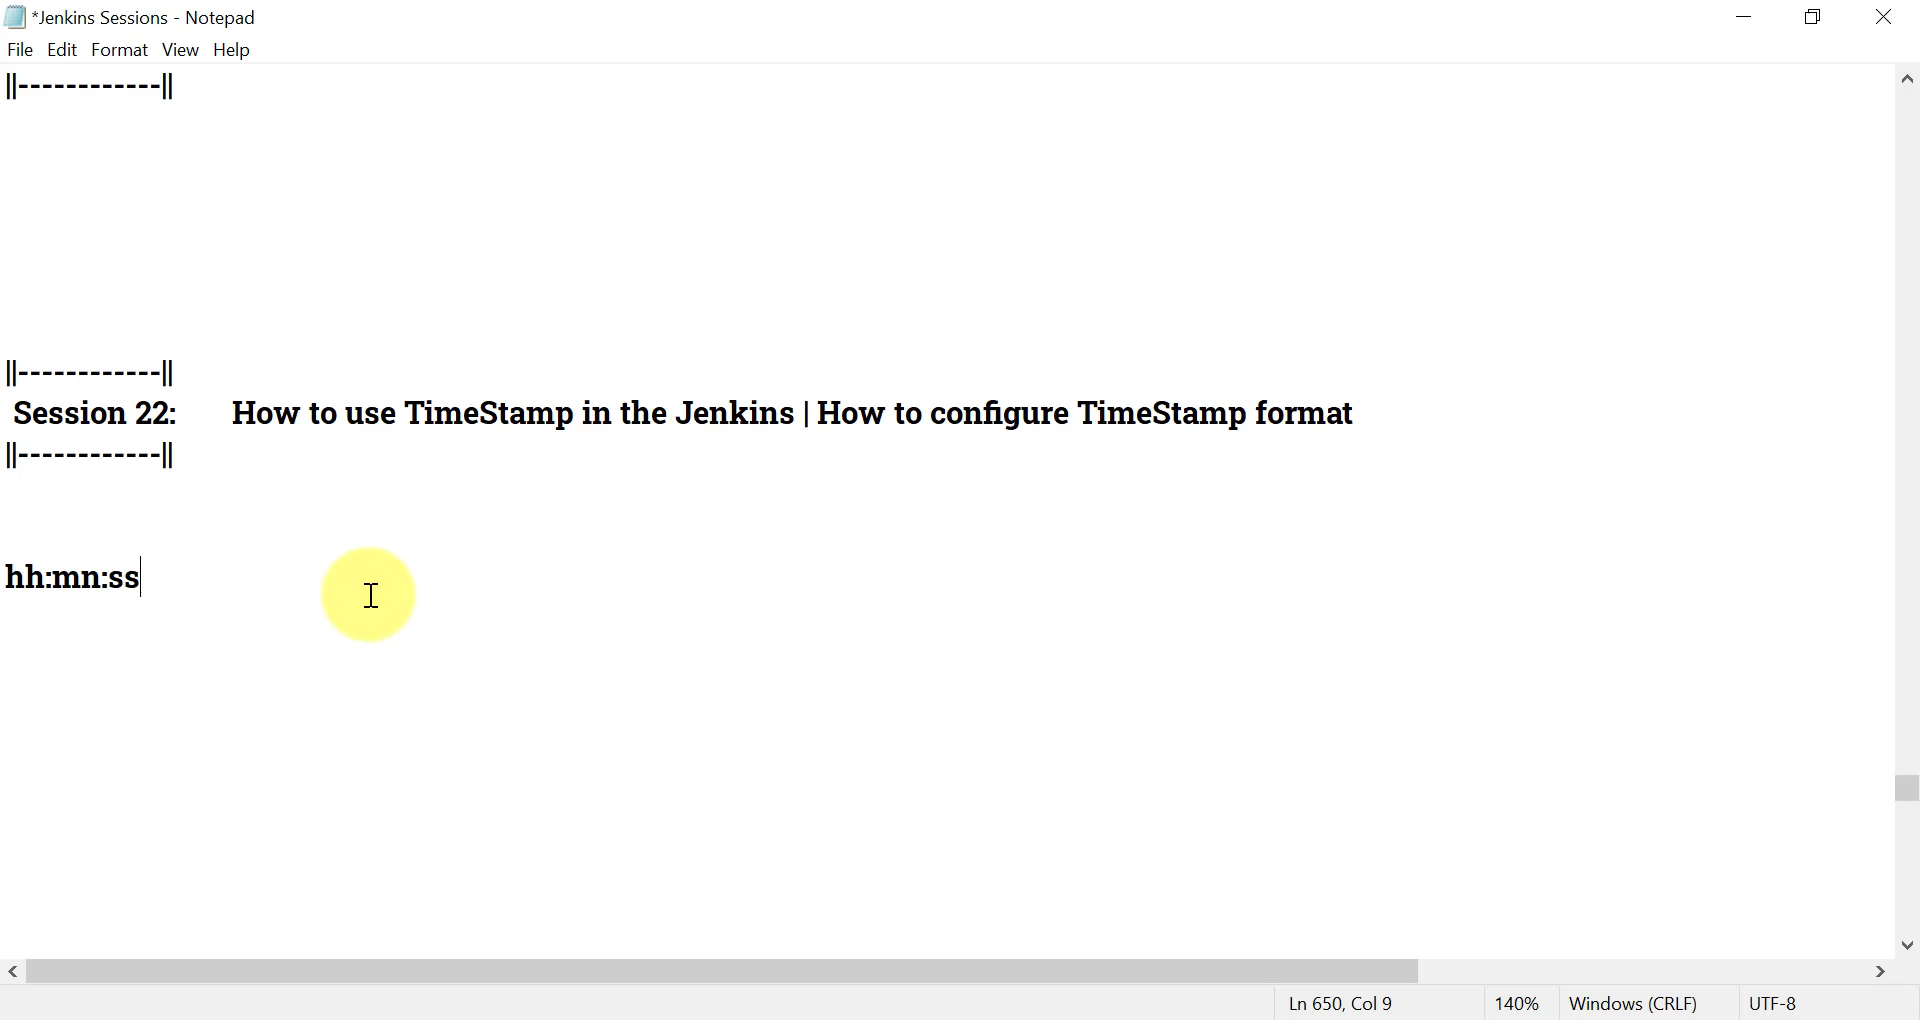 *Jenkins Sessions - Notepad
File Edit Format View Help
||------------||
||------------||
Session 22: How to use TimeStamp in the Jenkins | How to configure TimeStamp format
||------------||
hh:mn:ss
Ln 650, Col 9 140% Windows (CRLF) UTF-8